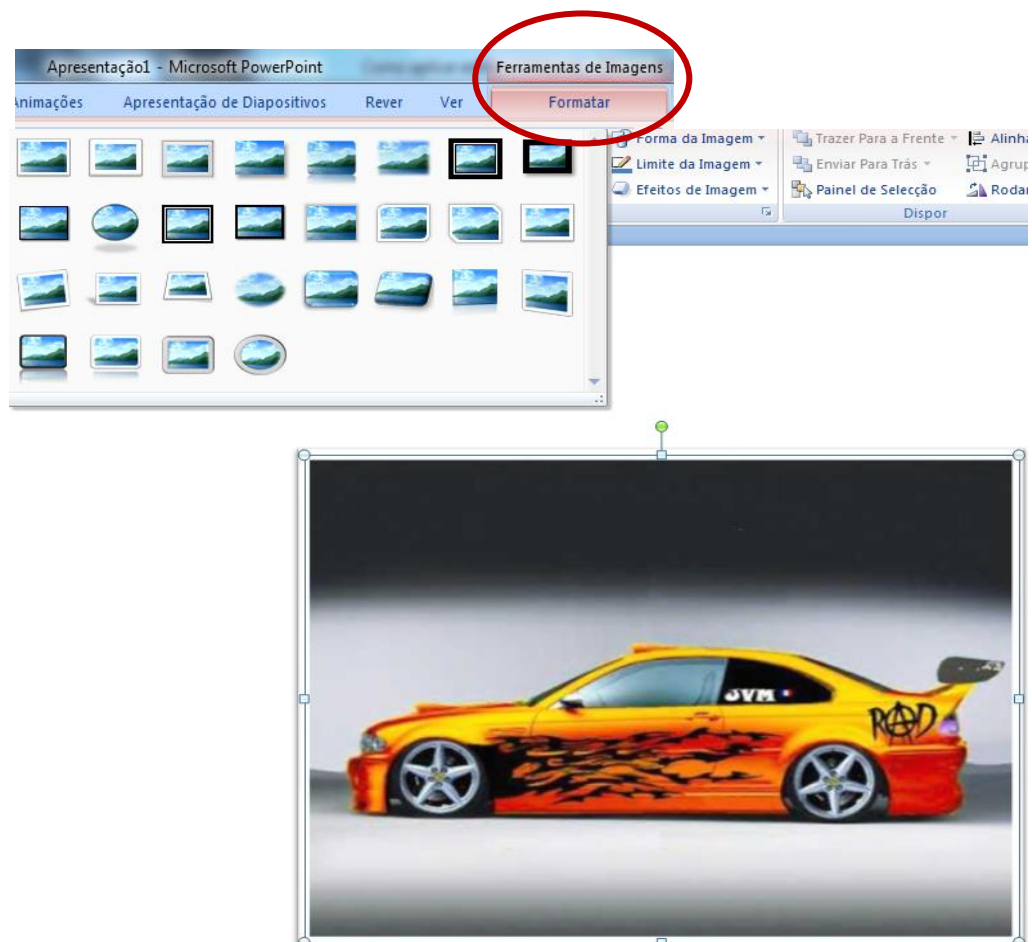 Apresentação1 - Microsoft PowerPoint
Ferramentas de Imagens
Animações Apresentação de Diapositivos Rever Ver Formatar
Forma da Imagem Trazer Para a Frente
Limite da Imagem Enviar Para Trás
Efeitos de Imagem Painel de Selecção
Dispor
JVM
RAD